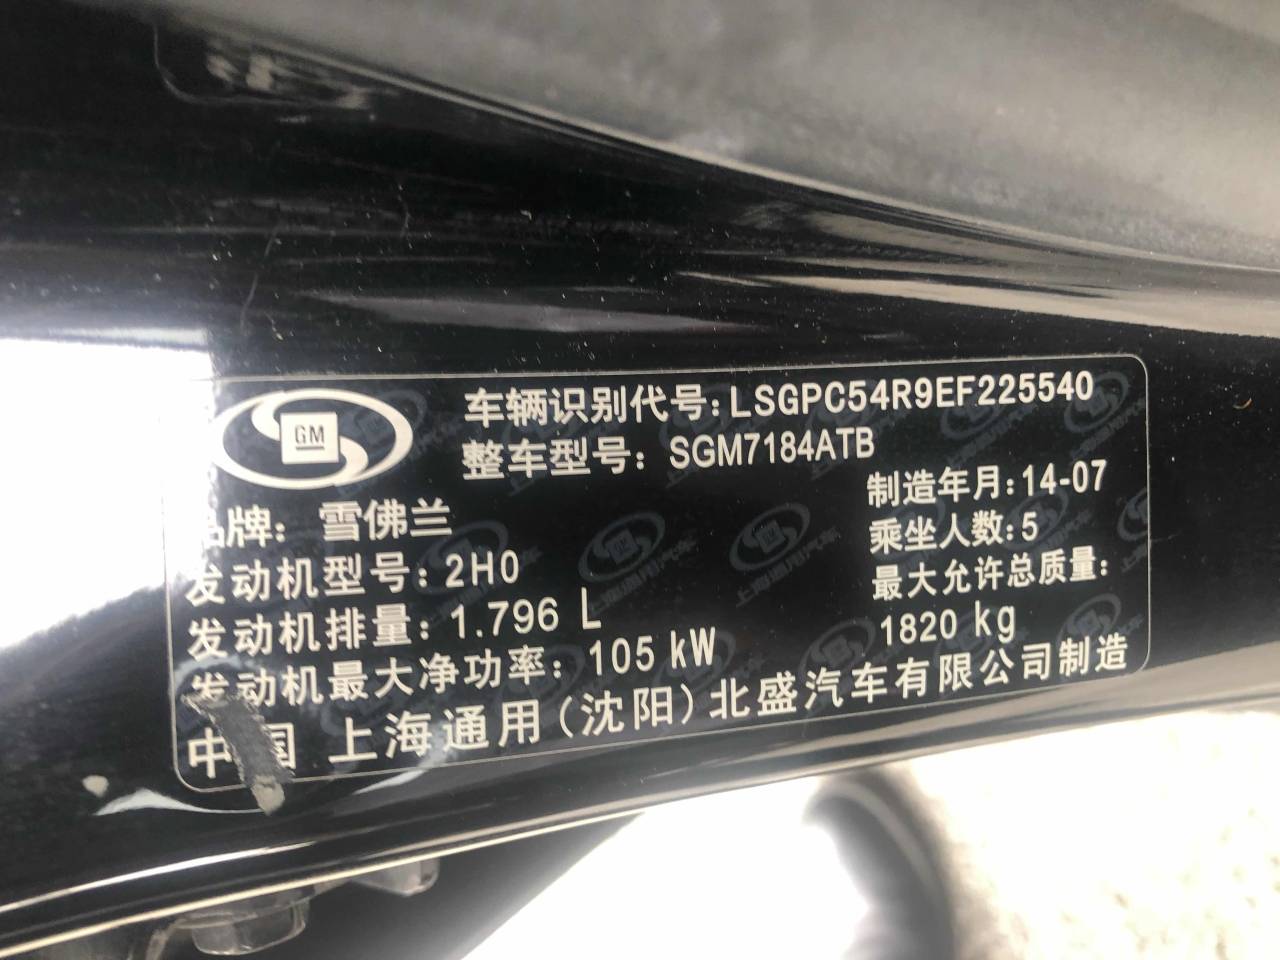 GM
车辆识别代号:LSGPC54R9EF225540
整车型号: SGM7184ATB
制造年月:14-07
品牌: 雪佛兰
乘坐人数:5
发动机型号: 2H0
最大允许总质量:
发动机排量: 1.796 L
1820 kg
发动机最大净功率: 105 kW
中国 上海通用(沈阳)北盛汽车有限公司制造